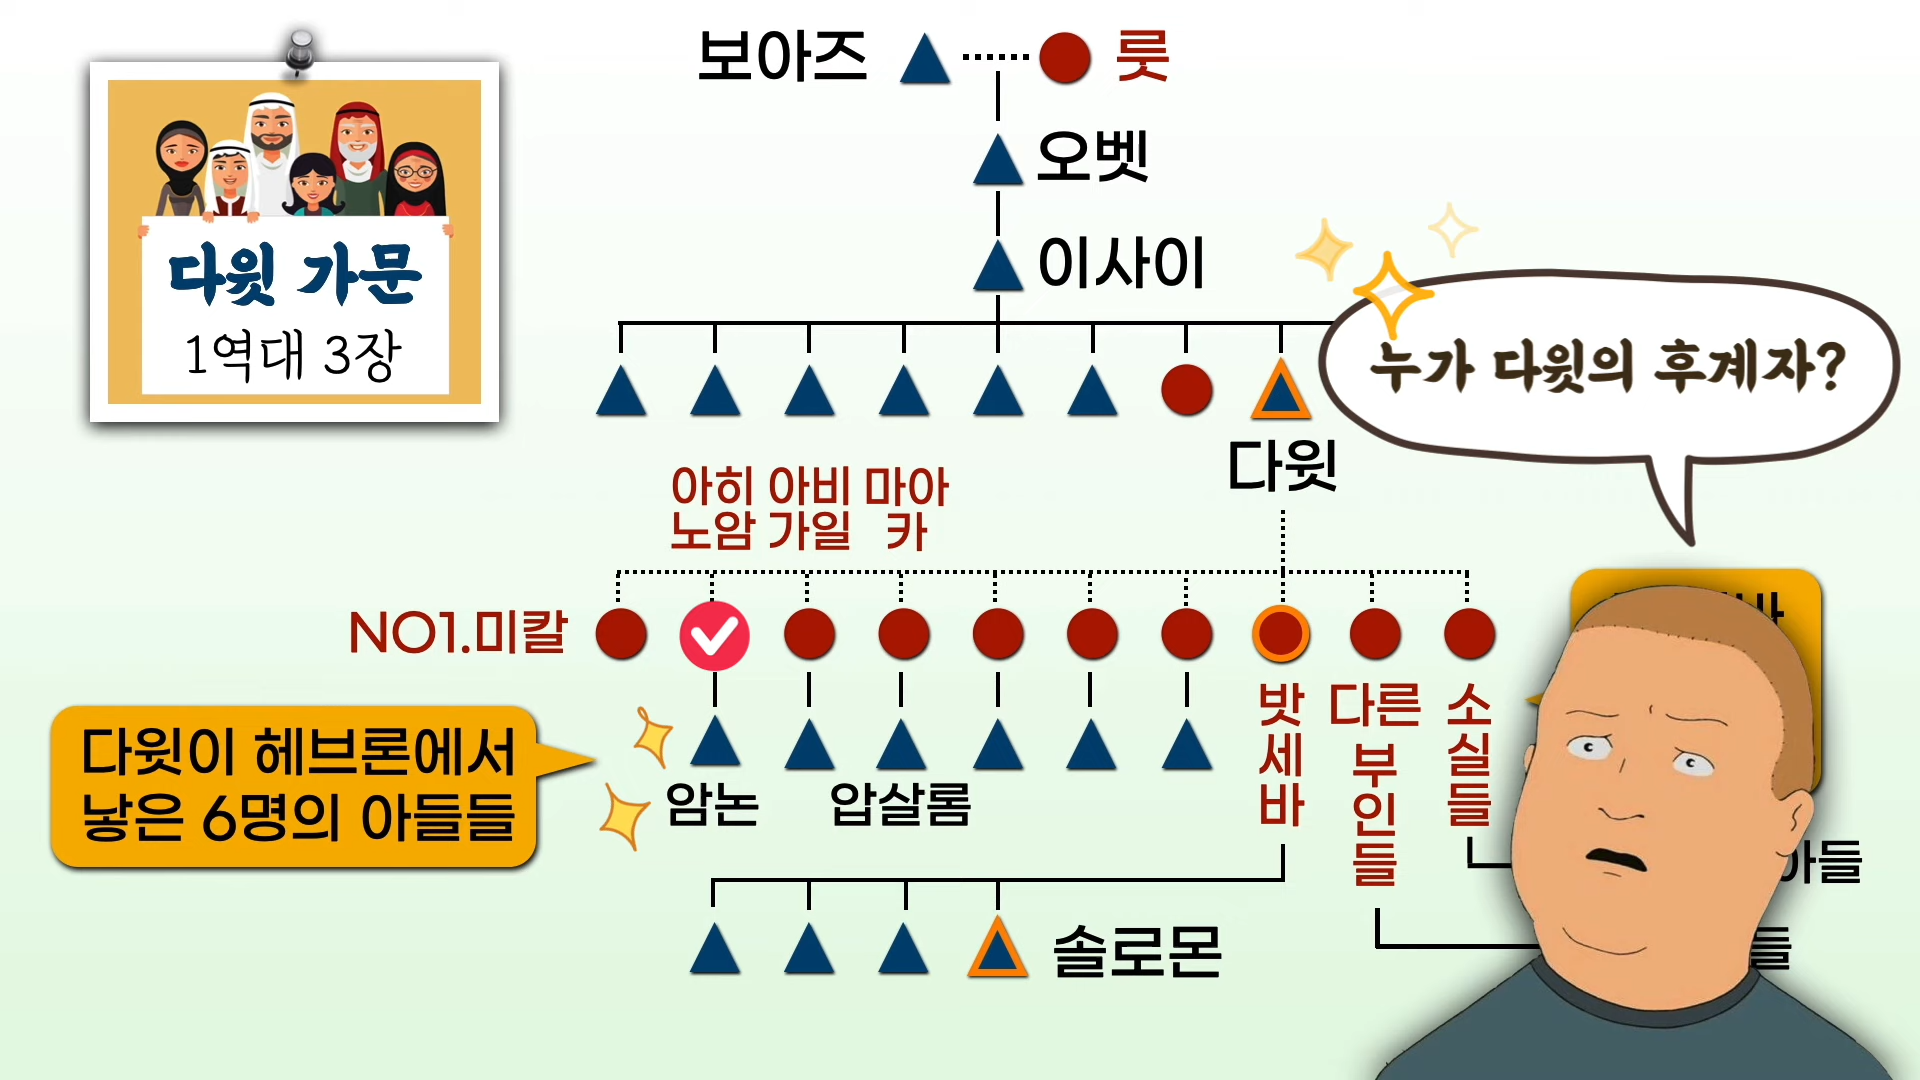 보아즈
룻
오벳
이사이
다윗 가문
1역대 3장
누가 다윗의 후계자?
다윗
아히 아비 마아
노암 가일 카
NO1.미칼
다윗이 헤브론에서
낳은 6명의 아들들
암논
압살롬
밧세바
다른
부인들
소실들
아들
들
솔로몬